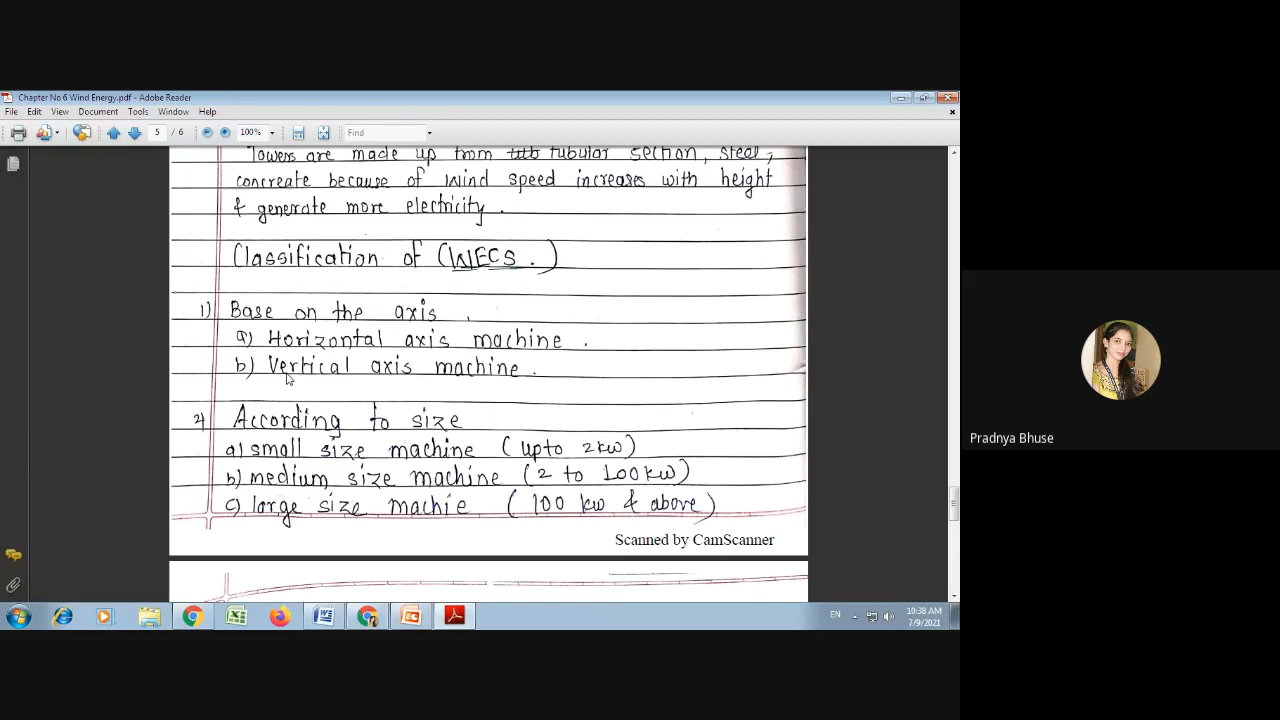 Chapter No 6 Wind Energy.pdf - Adobe Reader
File Edit View Document Tools Window Help
5 / 6 100% Find
Towers are made up from tub tubular section, steel,
concreate because of wind speed increases with height
& generate more electricity.
Classification of (WECS.)
1) Base on the axis.
a) Horizontal axis machine.
b) Vertical axis machine.
2) According to size
a) small size machine (upto 2kw)
b) medium size machine (2 to 100kw)
c) large size machie (100 kw & above)
Scanned by CamScanner
Pradnya Bhuse
EN
10:38 AM
7/9/2021